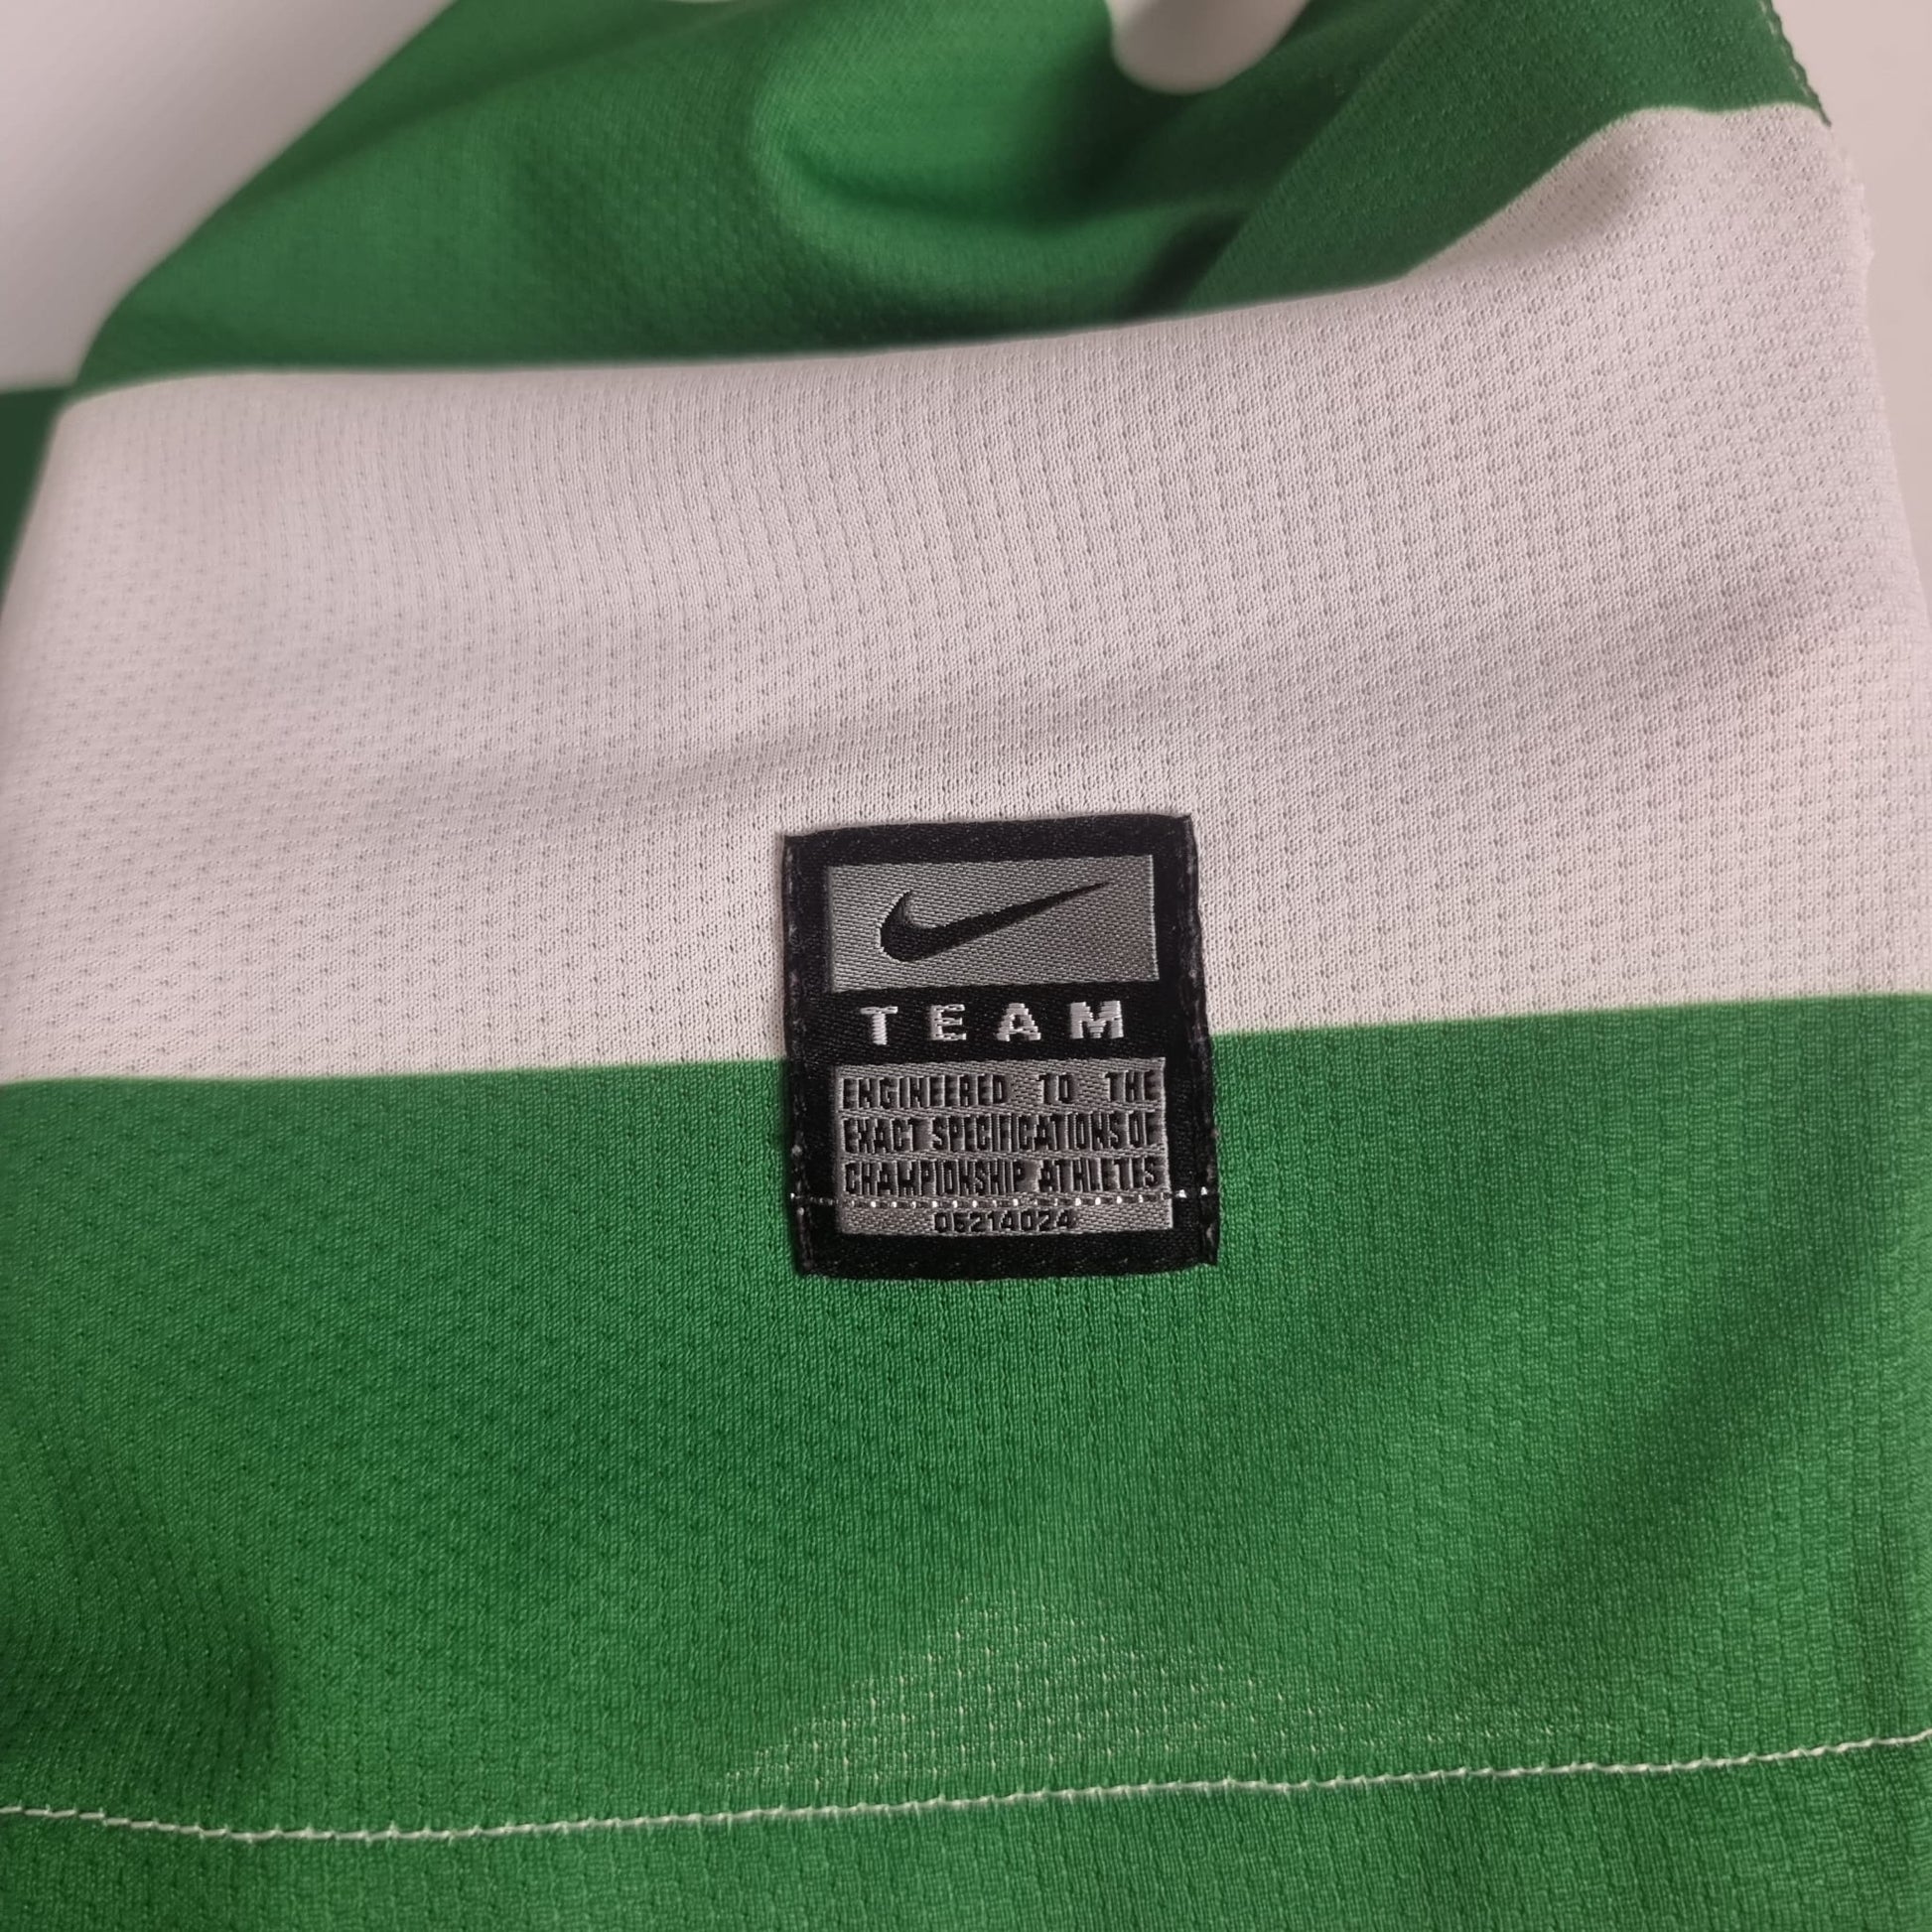 TEAM
ENGINEERED TO THE
EXACT SPECIFICATIONS OF
CHAMPIONSHIP ATHLETES
05214024